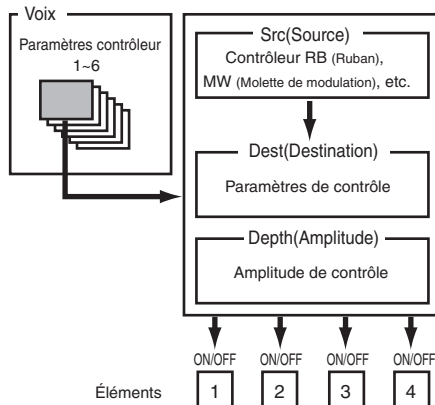 Voix
Paramètres contrôleur
1~6
Src(Source)
Contrôleur RB (Ruban),
MW (Molette de modulation), etc.
Dest(Destination)
Paramètres de contrôle
Depth(Amplitude)
Amplitude de contrôle
ON/OFF ON/OFF ON/OFF ON/OFF
Éléments 1 2 3 4